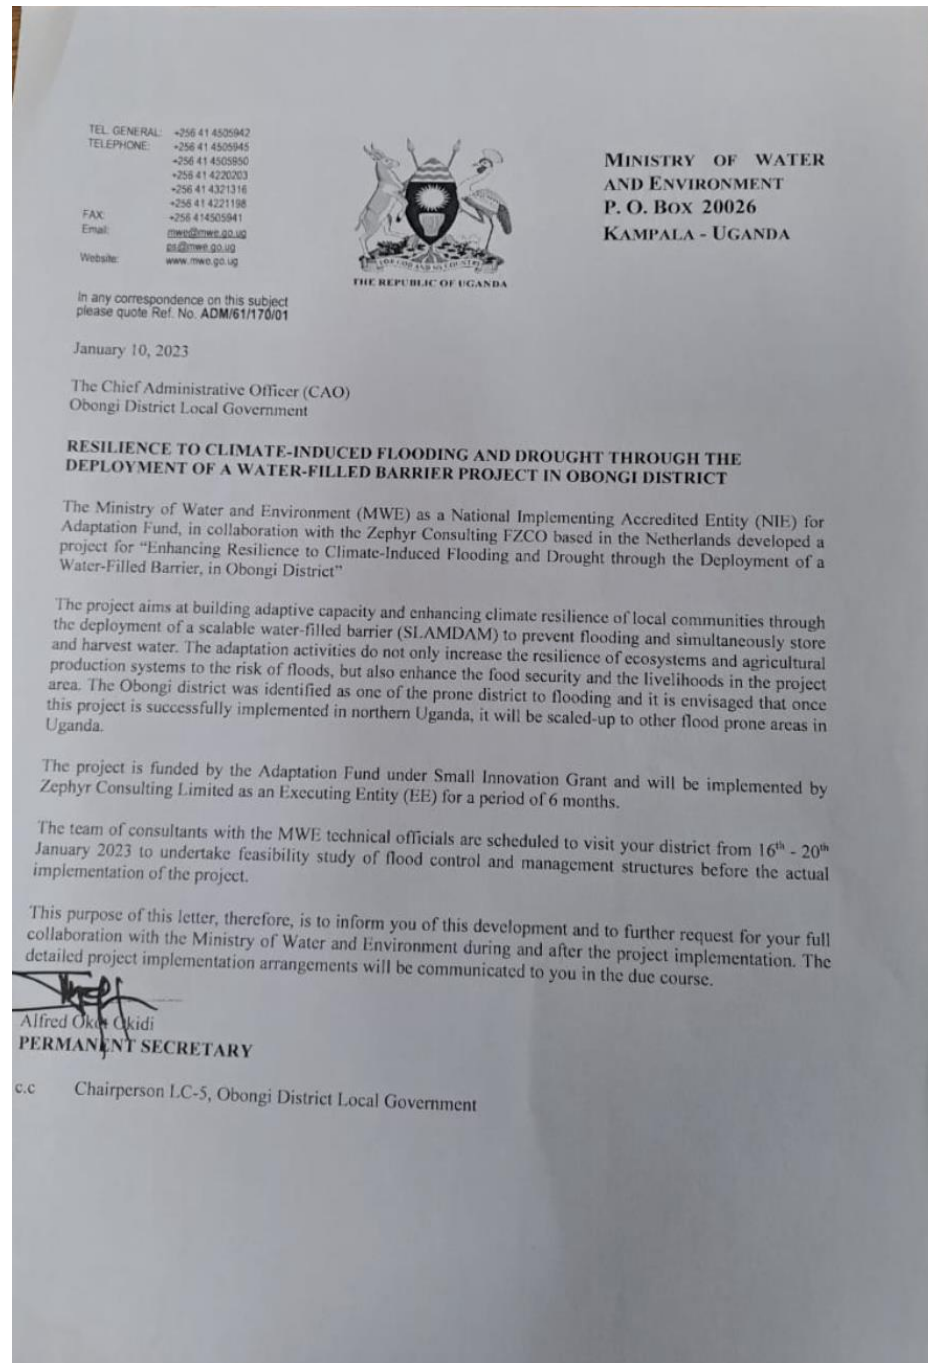 TEL. GENERAL: +256 41 4505942
TELEPHONE: +256 41 4505945
+256 41 4505950
+256 41 4220203
+256 41 4321316
+256 41 4221198
FAX: +256 414505941
Email: mwe@mwe.go.ug
ps@mwe.go.ug
Website: www.mwe.go.ug
In any correspondence on this subject
please quote Ref. No. ADM/61/170/01
FOR GOD AND MY COUNTRY
THE REPUBLIC OF UGANDA
MINISTRY OF WATER
AND ENVIRONMENT
P. O. BOX 20026
KAMPALA - UGANDA
January 10, 2023
The Chief Administrative Officer (CAO)
Obongi District Local Government
RESILIENCE TO CLIMATE-INDUCED FLOODING AND DROUGHT THROUGH THE
DEPLOYMENT OF A WATER-FILLED BARRIER PROJECT IN OBONGI DISTRICT
The Ministry of Water and Environment (MWE) as a National Implementing Accredited Entity (NIE) for
Adaptation Fund, in collaboration with the Zephyr Consulting FZCO based in the Netherlands developed a
project for “Enhancing Resilience to Climate-Induced Flooding and Drought through the Deployment of a
Water-Filled Barrier, in Obongi District”
The project aims at building adaptive capacity and enhancing climate resilience of local communities through
the deployment of a scalable water-filled barrier (SLAMDAM) to prevent flooding and simultaneously store
and harvest water. The adaptation activities do not only increase the resilience of ecosystems and agricultural
production systems to the risk of floods, but also enhance the food security and the livelihoods in the project
area. The Obongi district was identified as one of the prone district to flooding and it is envisaged that once
this project is successfully implemented in northern Uganda, it will be scaled-up to other flood prone areas in
Uganda.
The project is funded by the Adaptation Fund under Small Innovation Grant and will be implemented by
Zephyr Consulting Limited as an Executing Entity (EE) for a period of 6 months.
The team of consultants with the MWE technical officials are scheduled to visit your district from 16th - 20th
January 2023 to undertake feasibility study of flood control and management structures before the actual
implementation of the project.
This purpose of this letter, therefore, is to inform you of this development and to further request for your full
collaboration with the Ministry of Water and Environment during and after the project implementation. The
detailed project implementation arrangements will be communicated to you in the due course.
Alfred Okidi
PERMANENT SECRETARY
c.c Chairperson LC-5, Obongi District Local Government